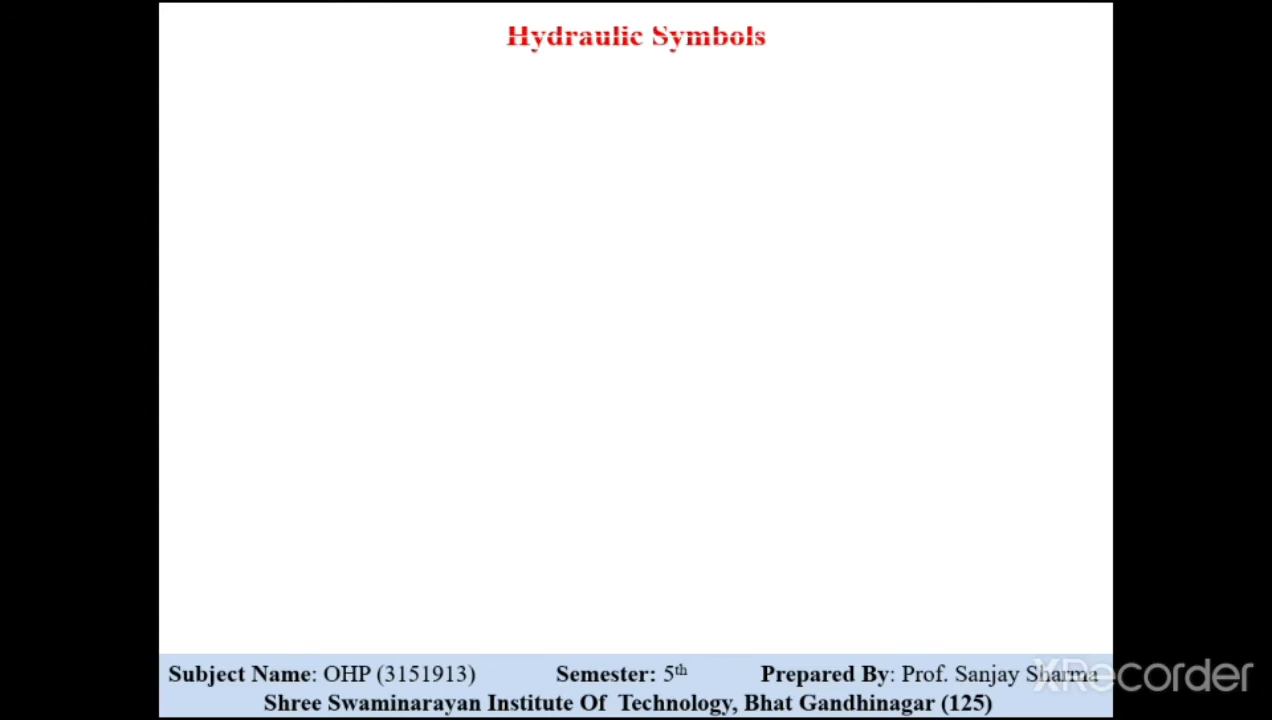 Hydraulic Symbols
Subject Name: OHP (3151913) Semester: 5th Prepared By: Prof. Sanjay Sharma
XRecorder
Shree Swaminarayan Institute Of Technology, Bhat Gandhinagar (125)